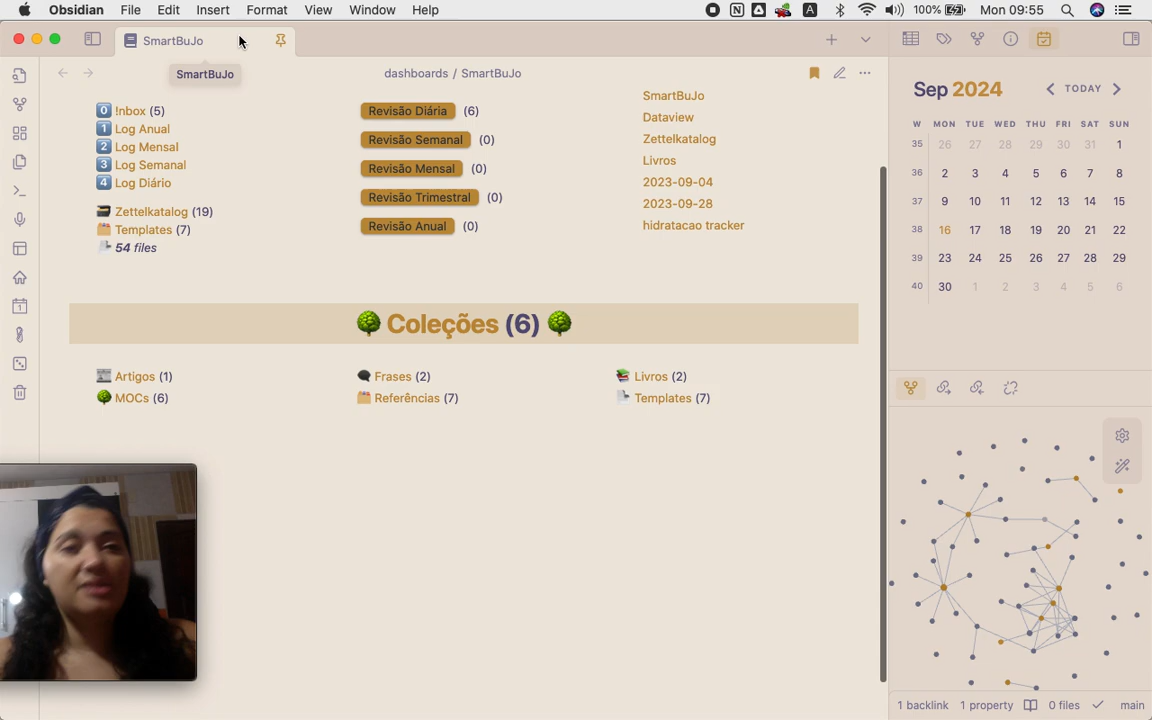 Obsidian File Edit Insert Format View Window Help 100% Mon 09:55
SmartBuJo
SmartBuJo
dashboards / SmartBuJo
!nbox (5)
Log Anual
Log Mensal
Log Semanal
Log Diário
Zettelkatalog (19)
Templates (7)
54 files
Revisão Diária (6)
Revisão Semanal (0)
Revisão Mensal (0)
Revisão Trimestral (0)
Revisão Anual (0)
SmartBuJo
Dataview
Zettelkatalog
Livros
2023-09-04
2023-09-28
hidratacao tracker
Coleções (6)
Artigos (1)
MOCs (6)
Frases (2)
Referências (7)
Livros (2)
Templates (7)
Sep 2024 TODAY
W MON TUE WED THU FRI SAT SUN
35 26 27 28 29 30 31 1
36 2 3 4 5 6 7 8
37 9 10 11 12 13 14 15
38 16 17 18 19 20 21 22
39 23 24 25 26 27 28 29
40 30 1 2 3 4 5 6
1 backlink 1 property 0 files main